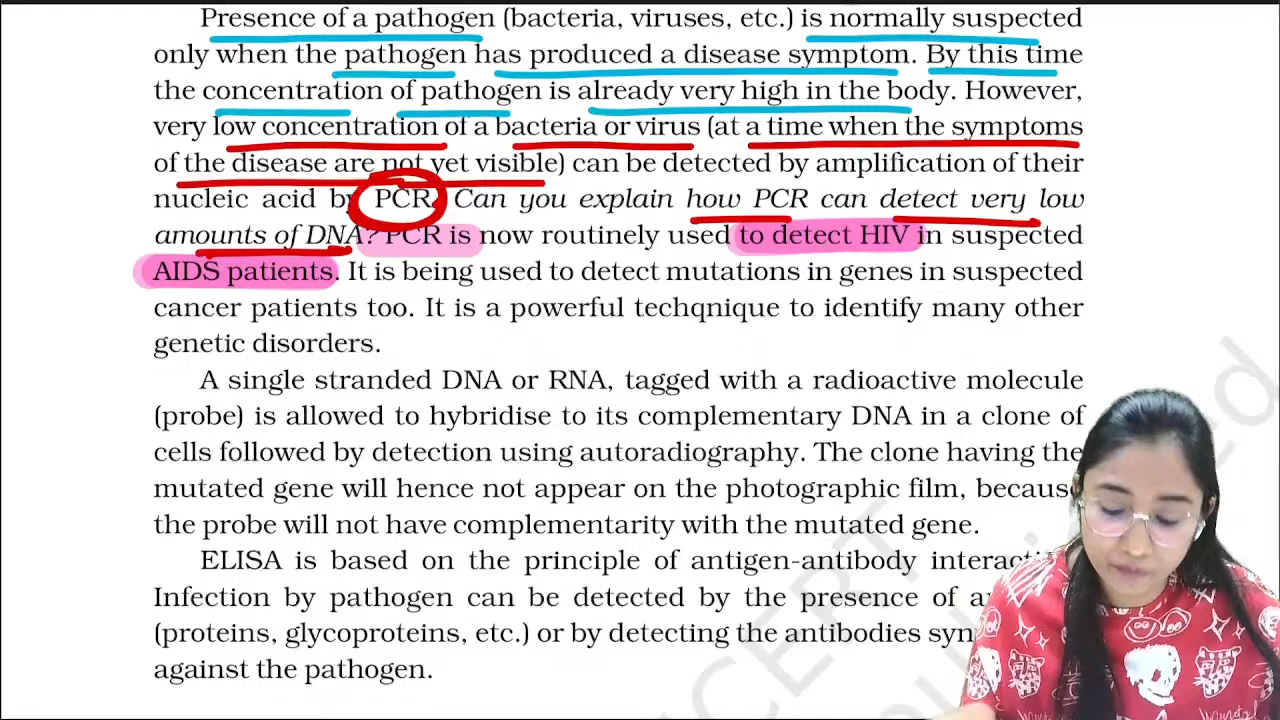 Presence of a pathogen (bacteria, viruses, etc.) is normally suspected
only when the pathogen has produced a disease symptom. By this time
the concentration of pathogen is already very high in the body. However,
very low concentration of a bacteria or virus (at a time when the symptoms
of the disease are not yet visible) can be detected by amplification of their
nucleic acid by PCR. Can you explain how PCR can detect very low
amounts of DNA? PCR is now routinely used to detect HIV in suspected
AIDS patients. It is being used to detect mutations in genes in suspected
cancer patients too. It is a powerful techqnique to identify many other
genetic disorders.
A single stranded DNA or RNA, tagged with a radioactive molecule
(probe) is allowed to hybridise to its complementary DNA in a clone of
cells followed by detection using autoradiography. The clone having the
mutated gene will hence not appear on the photographic film, because
the probe will not have complementarity with the mutated gene.
ELISA is based on the principle of antigen-antibody
Infection by pathogen can be detected by the presence of
(proteins, glycoproteins, etc.) or by detecting the antibodies
against the pathogen.